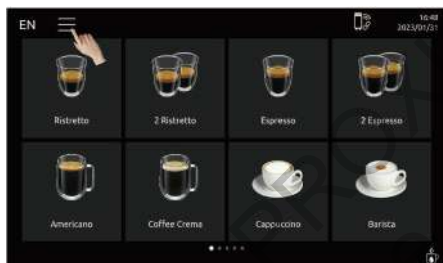 EN
16:48
2023/01/31
Ristretto
2 Ristretto
Espresso
2 Espresso
Americano
Coffee Crema
Cappuccino
Barista